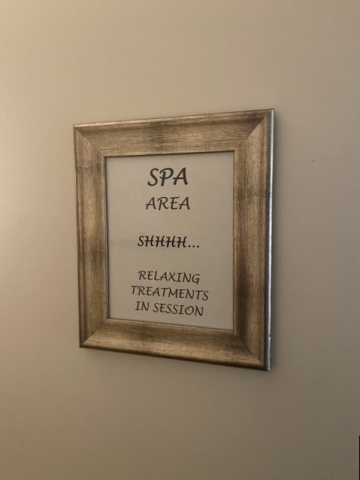 SPA
AREA
SHHHH...
RELAXING
TREATMENTS
IN SESSION